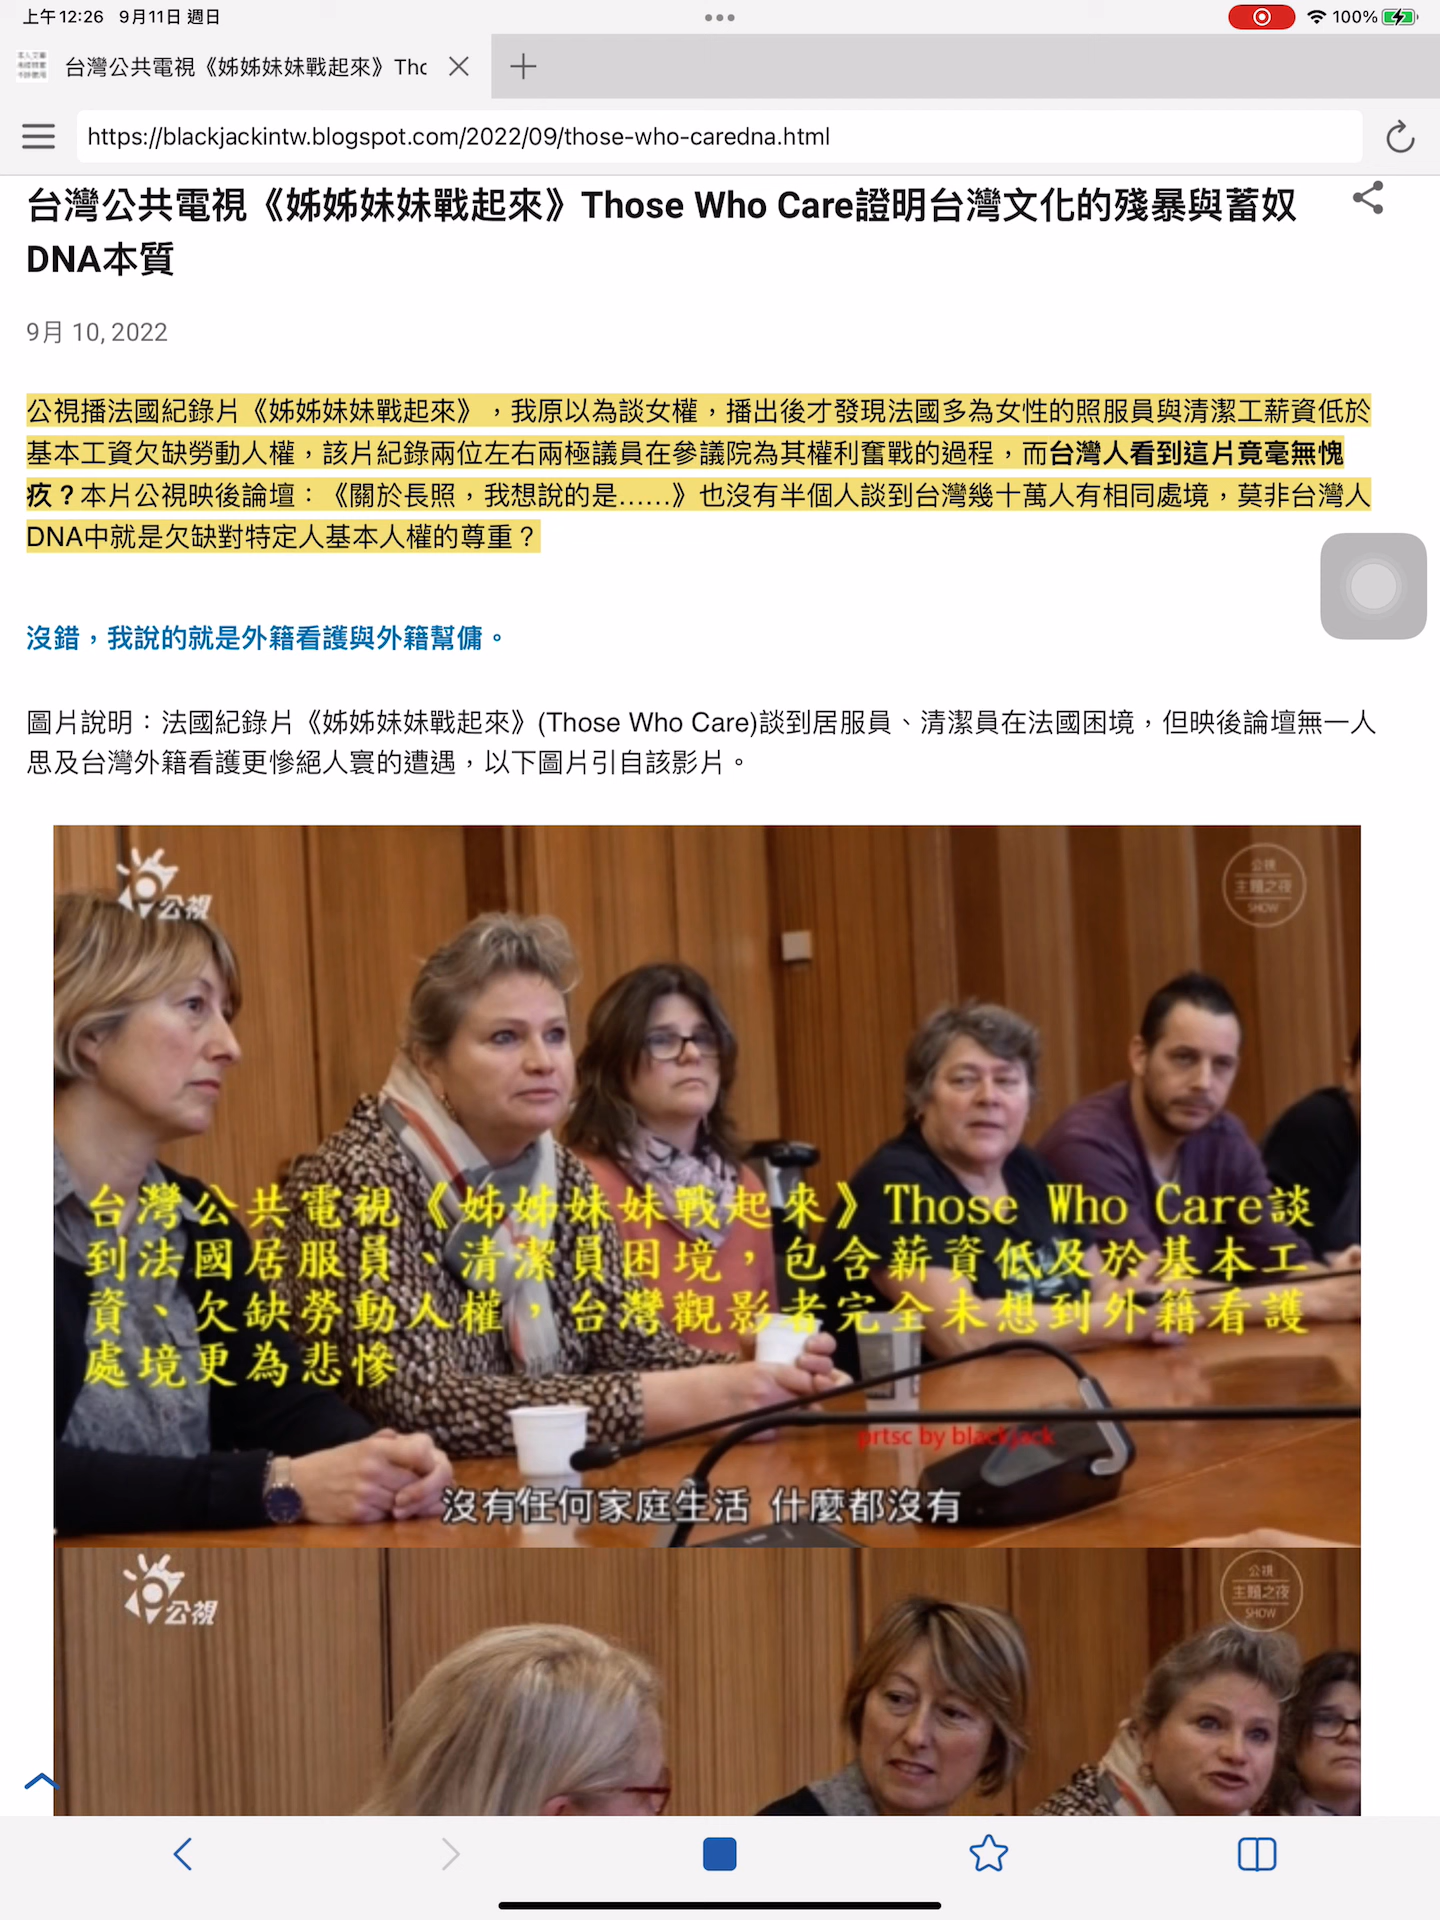 上午12:26 9月11日 週日
100%
台灣公共電視《姊姊妹妹戰起來》Thc
https://blackjackintw.blogspot.com/2022/09/those-who-caredna.html
台灣公共電視《姊姊妹妹戰起來》Those Who Care證明台灣文化的殘暴與蓄奴
DNA本質
9月 10, 2022
公視播法國紀錄片《姊姊妹妹戰起來》，我原以為談女權，播出後才發現法國多為女性的照服員與清潔工薪資低於
基本工資欠缺勞動人權，該片紀錄兩位左右兩極議員在參議院為其權利奮戰的過程，而台灣人看到這片竟毫無愧
疚？本片公視映後論壇：《關於長照，我想說的是......》也沒有半個人談到台灣幾十萬人有相同處境，莫非台灣人
DNA中就是欠缺對特定人基本人權的尊重？
沒錯，我說的就是外籍看護與外籍幫傭。
圖片說明：法國紀錄片《姊姊妹妹戰起來》(Those Who Care)談到居服員、清潔員在法國困境，但映後論壇無一人
思及台灣外籍看護更慘絕人寰的遭遇，以下圖片引自該影片。
公視
公視
主題之夜
SHOW
台灣公共電視《姊姊妹妹戰起來》Those Who Care談
到法國居服員、清潔員困境，包含薪資低及於基本工
資、欠缺勞動人權，台灣觀影者完全未想到外籍看護
處境更為悲慘
prtsc by blackjack
沒有任何家庭生活 什麼都沒有
公視
公視
主題之夜
SHOW